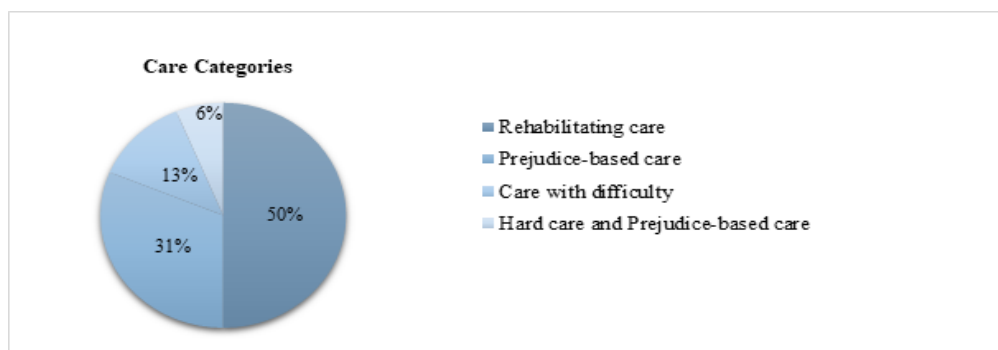 Care Categories
6%
13%
50%
31%
Rehabilitating care
Prejudice-based care
Care with difficulty
Hard care and Prejudice-based care